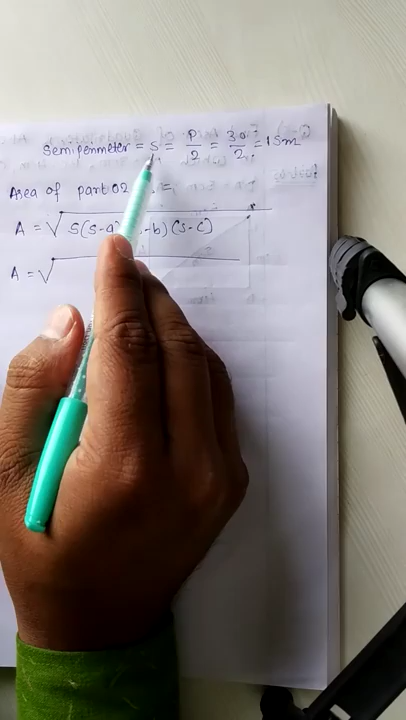 Semiperimeter = S = P/2 = 30/2 = 15m
Area of part 02
A = √ S(S-a) -b) (S-c)
A = √